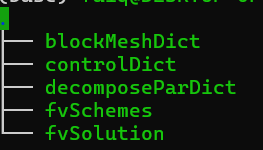 .
├── blockMeshDict
├── controlDict
├── decomposeParDict
├── fvSchemes
└── fvSolution